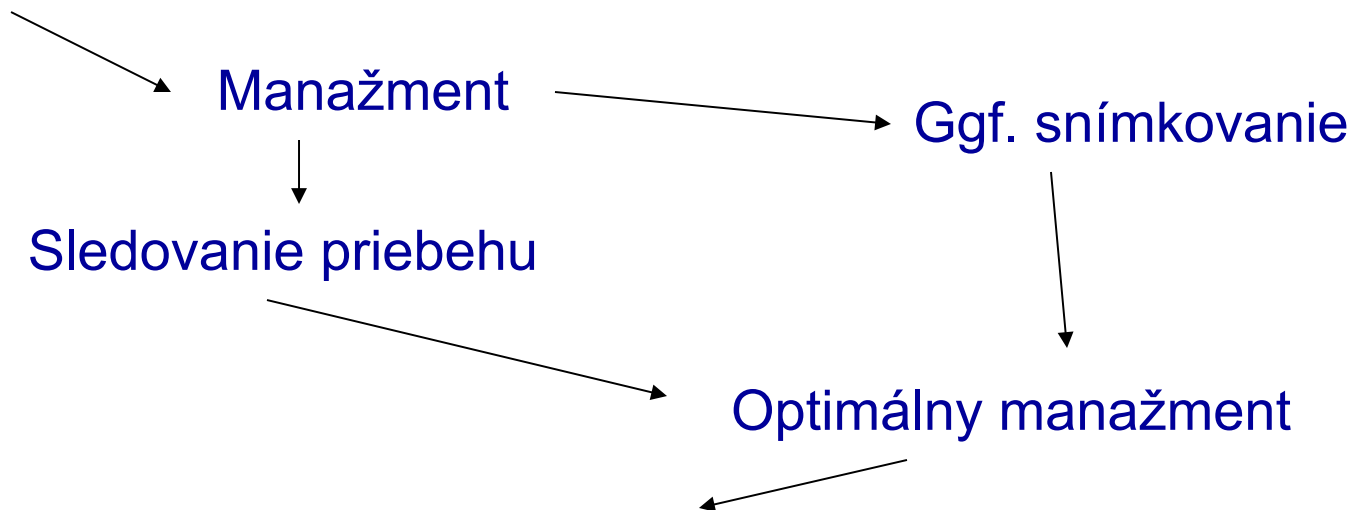 Manažment
Ggf. snímkovanie
Sledovanie priebehu
Optimálny manažment